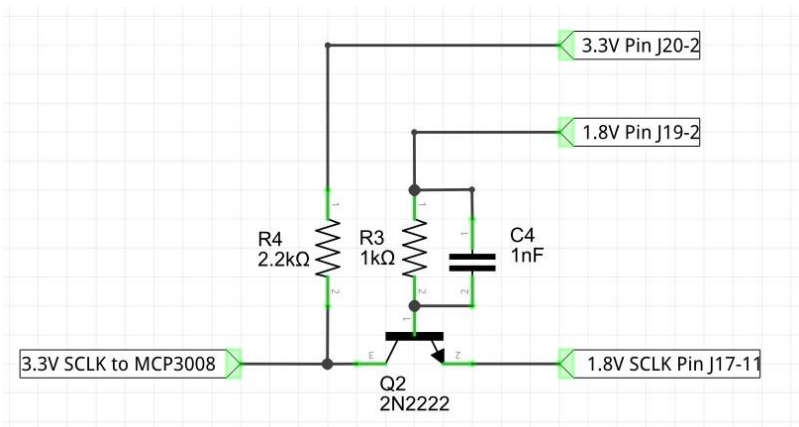 3.3V Pin J20-2
1.8V Pin J19-2
1
1
1
R4
2.2kΩ
R3
1kΩ
C4
1nF
2
2
2
1
3.3V SCLK to MCP3008
3
2
1.8V SCLK Pin J17-11
Q2
2N2222